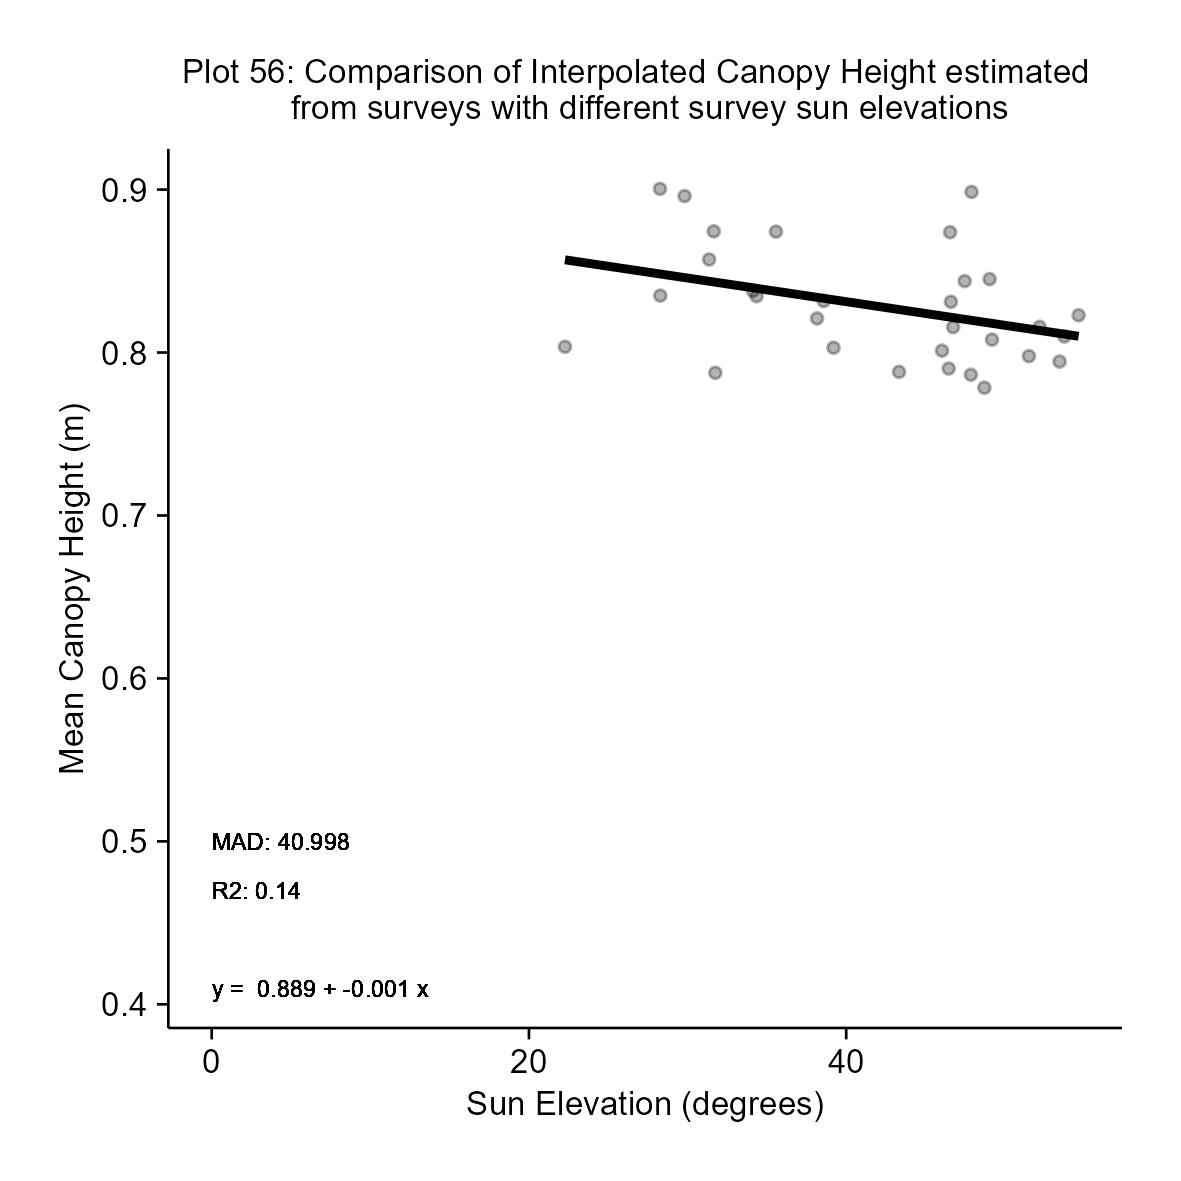 Plot 56: Comparison of Interpolated Canopy Height estimated
from surveys with different survey sun elevations
Mean Canopy Height (m)
0.9
0.8
0.7
0.6
0.5
0.4
MAD: 40.998
R2: 0.14
y =  0.889 + -0.001 x
0 20 40
Sun Elevation (degrees)